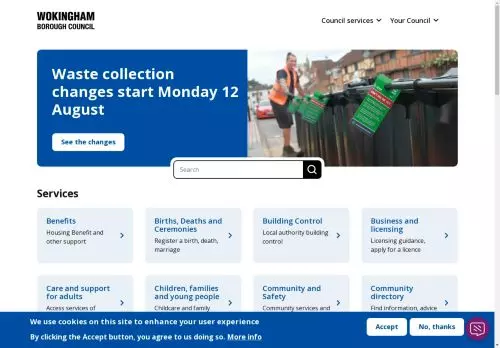 WOKINGHAM
BOROUGH COUNCIL
Council services
Your Council
Waste collection
changes start Monday 12
August
See the changes
Search
Services
Benefits
Housing Benefit and
other support
Births, Deaths and
Ceremonies
Register a birth, death,
marriage
Building Control
Local authority building
control
Business and
licensing
Licensing guidance,
apply for a licence
Care and support
for adults
Access services of
Children, families
and young people
Childcare and family
Community and
Safety
Community services and
Community
directory
Find information, advice
We use cookies on this site to enhance your user experience
By clicking the Accept button, you agree to us doing so. More info
Accept
No, thanks